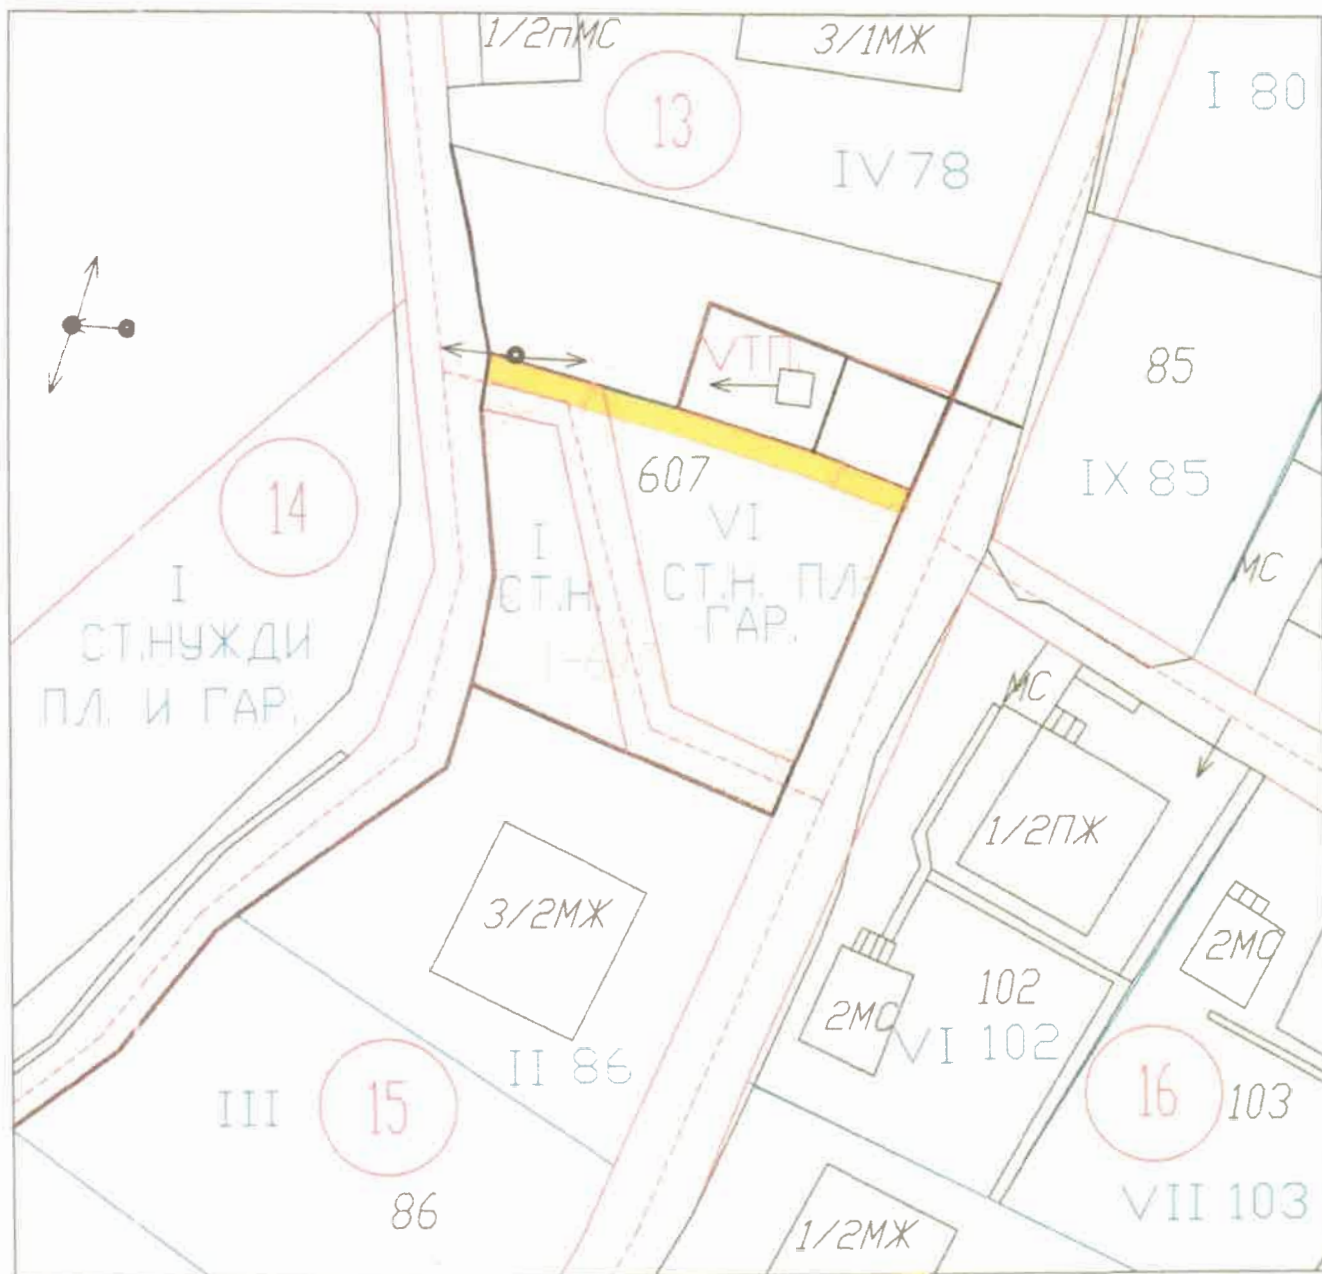 1/2пМС
3/1МЖ
13
I 80
IV 78
VТП.
85
607
IX 85
14
I
СТ.Н
VI
СТ.Н. ПЛ.
ГАР.
МС
I
СТ.НУЖДИ
ПЛ. И ГАР.
МС
1/2ПЖ
3/2МЖ
2МС
102
2МС
VI 102
II 86
III
15
16
103
86
VII 103
1/2МЖ